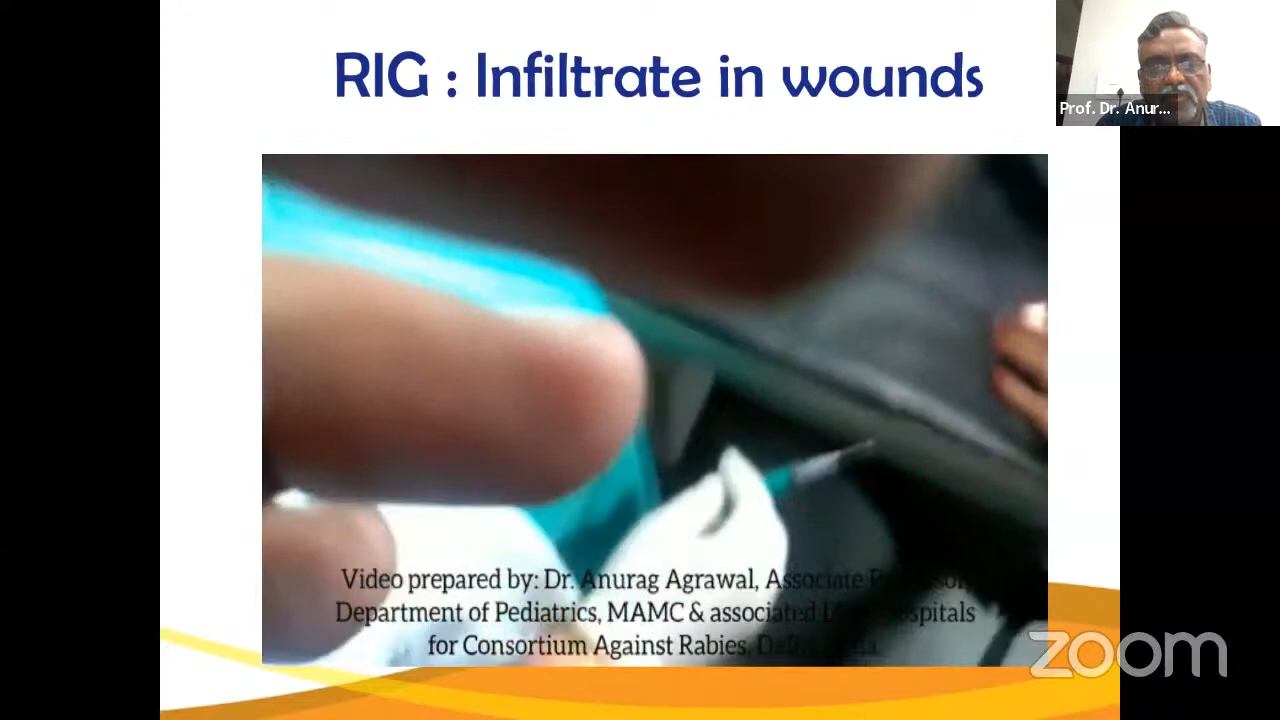 RIG : Infiltrate in wounds
Prof. Dr. Anur...
Video prepared by: Dr. Anurag Agrawal, Associate
Department of Pediatrics, MAMC & associated
for Consortium Against Rabies,
zoom